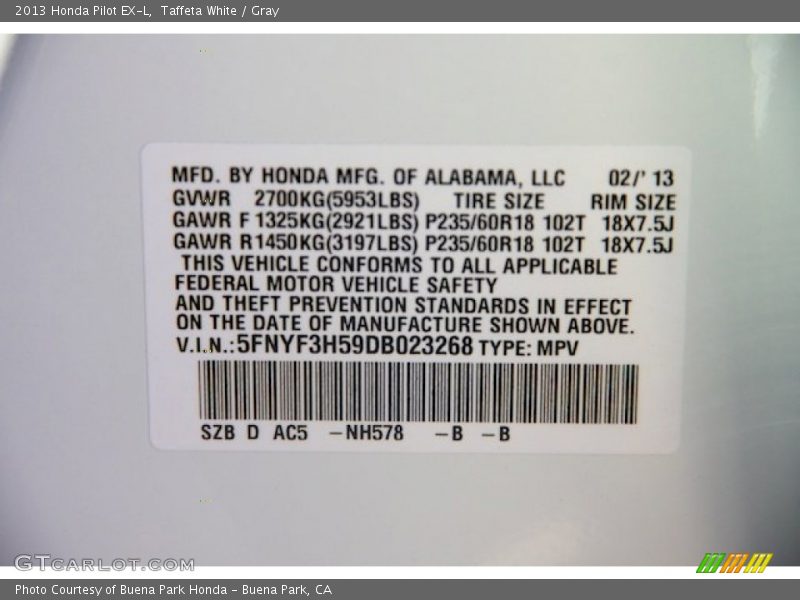 2013 Honda Pilot EX-L, Taffeta White / Gray
MFD. BY HONDA MFG. OF ALABAMA, LLC 02/' 13
GVWR 2700KG(5953LBS) TIRE SIZE RIM SIZE
GAWR F 1325KG(2921LBS) P235/60R18 102T 18X7.5J
GAWR R1450KG(3197LBS) P235/60R18 102T 18X7.5J
THIS VEHICLE CONFORMS TO ALL APPLICABLE
FEDERAL MOTOR VEHICLE SAFETY
AND THEFT PREVENTION STANDARDS IN EFFECT
ON THE DATE OF MANUFACTURE SHOWN ABOVE.
V.I.N.:5FNYF3H59DB023268 TYPE: MPV
SZB D AC5 -NH578 -B -B
GTCARLOT.COM
Photo Courtesy of Buena Park Honda - Buena Park, CA